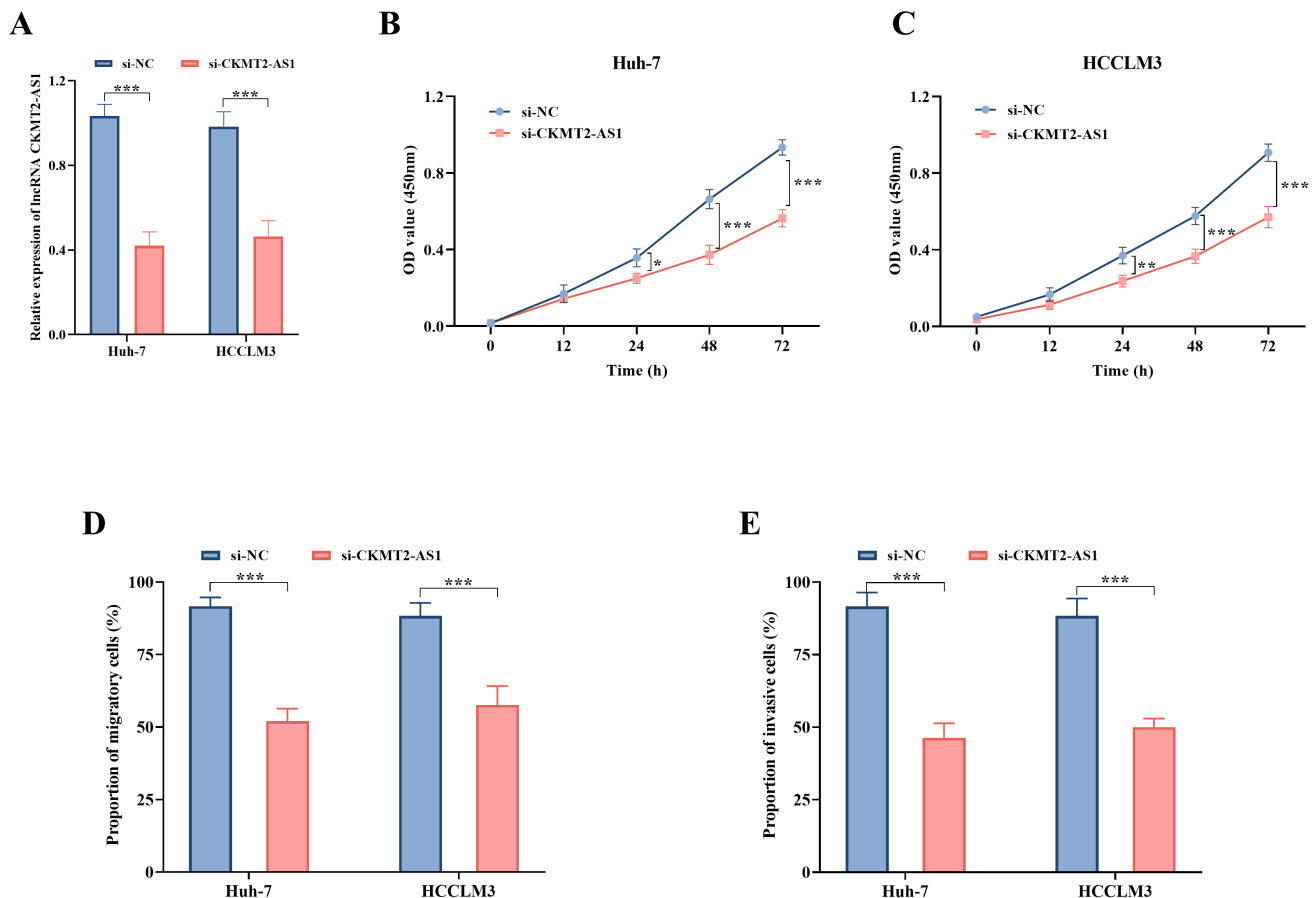 A
si-NC si-CKMT2-AS1
Relative expression of lncRNA CKMT2-AS1
1.2
0.8
0.4
0.0
*** ***
Huh-7 HCCLM3
B
Huh-7
si-NC
si-CKMT2-AS1
OD value (450nm)
1.2
0.8
0.4
0.0
*
***
***
0 12 24 48 72
Time (h)
C
HCCLM3
si-NC
si-CKMT2-AS1
OD value (450nm)
1.2
0.8
0.4
0.0
**
***
***
0 12 24 48 72
Time (h)
D
si-NC si-CKMT2-AS1
Proportion of migratory cells (%)
100
75
50
25
0
*** ***
Huh-7 HCCLM3
E
si-NC si-CKMT2-AS1
Proportion of invasive cells (%)
100
75
50
25
0
*** ***
Huh-7 HCCLM3